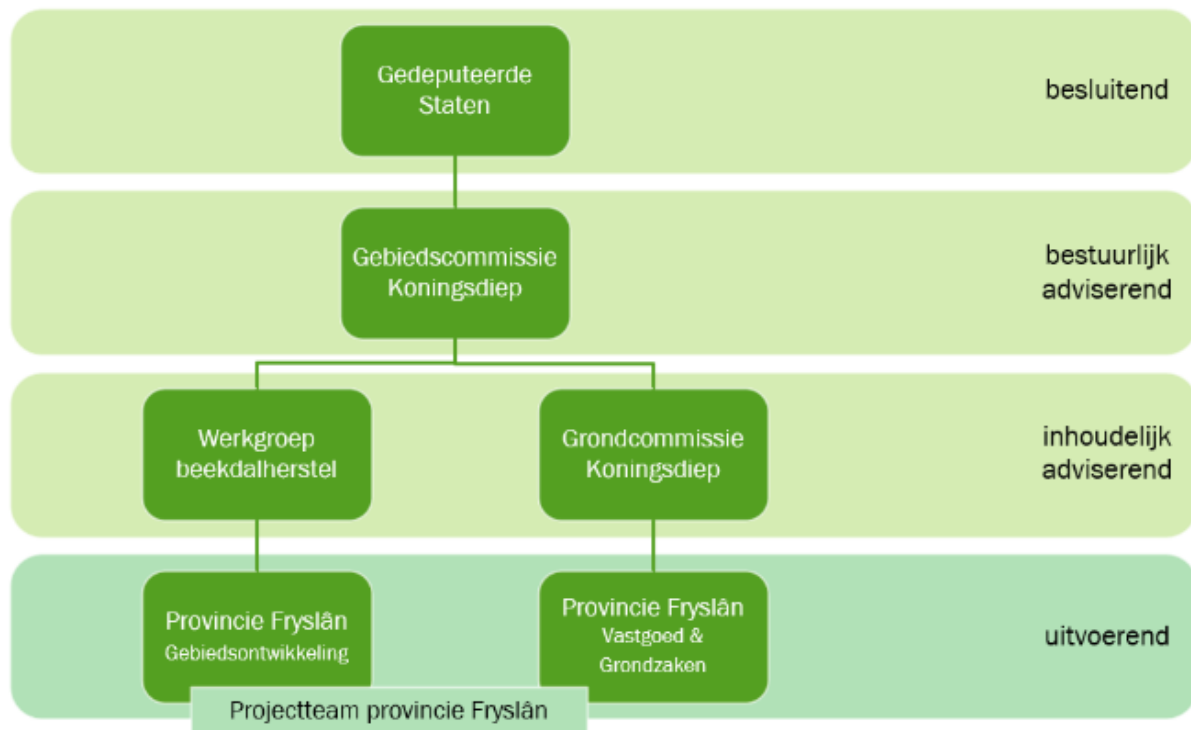 Gedeputeerde
Staten
besluitend
Gebiedscommissie
Koningsdiep
bestuurlijk
adviserend
Werkgroep
beekdalherstel
Grondcommissie
Koningsdiep
inhoudelijk
adviserend
Provincie Fryslân
Gebiedsontwikkeling
Provincie Fryslân
Vastgoed &
Grondzaken
uitvoerend
Projectteam provincie Fryslân